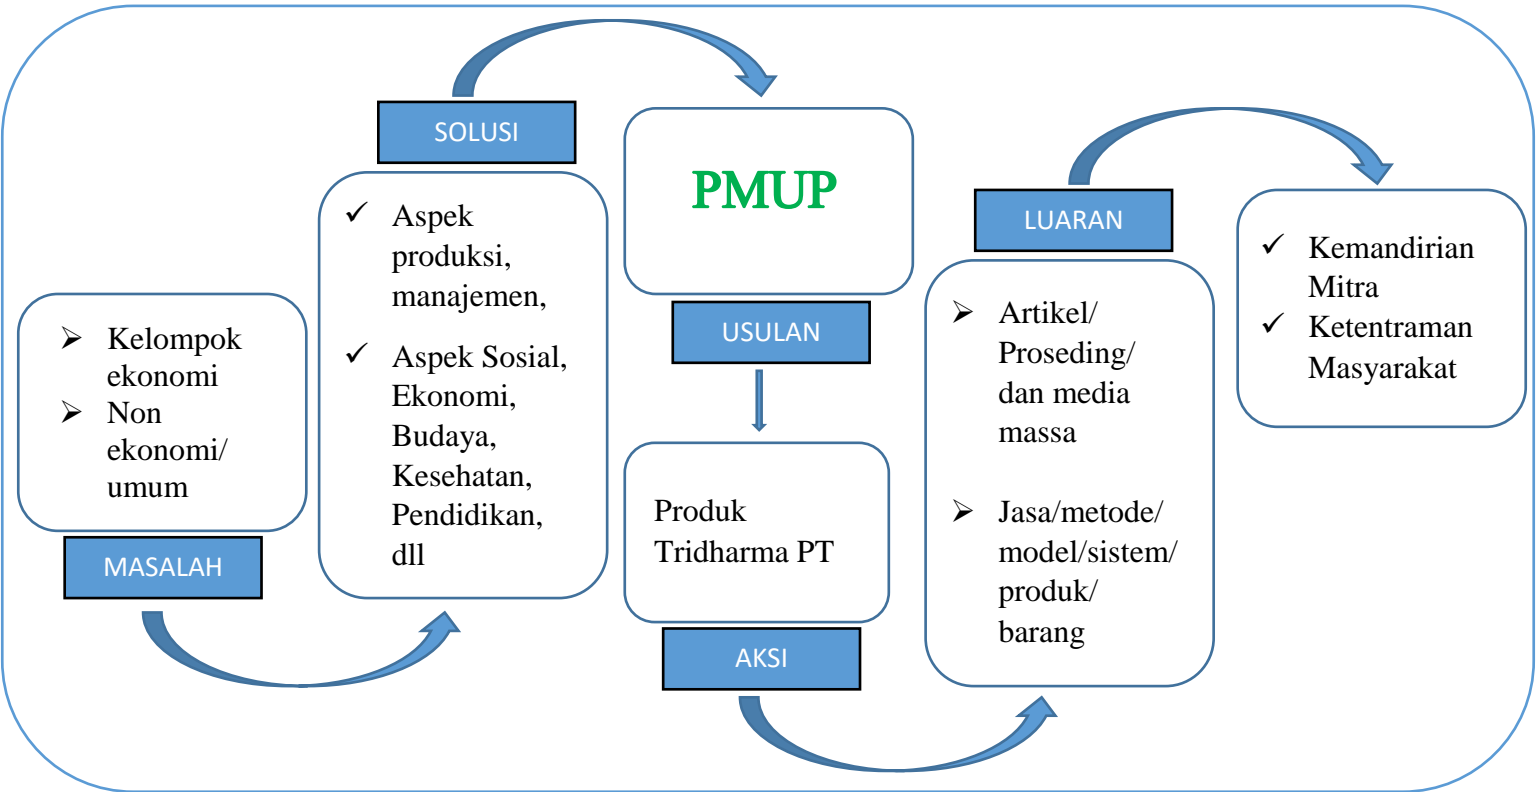 Kelompok
ekonomi
Non
ekonomi/
umum
MASALAH
SOLUSI
Aspek
produksi,
manajemen,
Aspek Sosial,
Ekonomi,
Budaya,
Kesehatan,
Pendidikan,
dll
PMUP
USULAN
Produk
Tridharma PT
AKSI
LUARAN
Artikel/
Proseding/
dan media
massa
Jasa/metode/
model/sistem/
produk/
barang
Kemandirian
Mitra
Ketentraman
Masyarakat